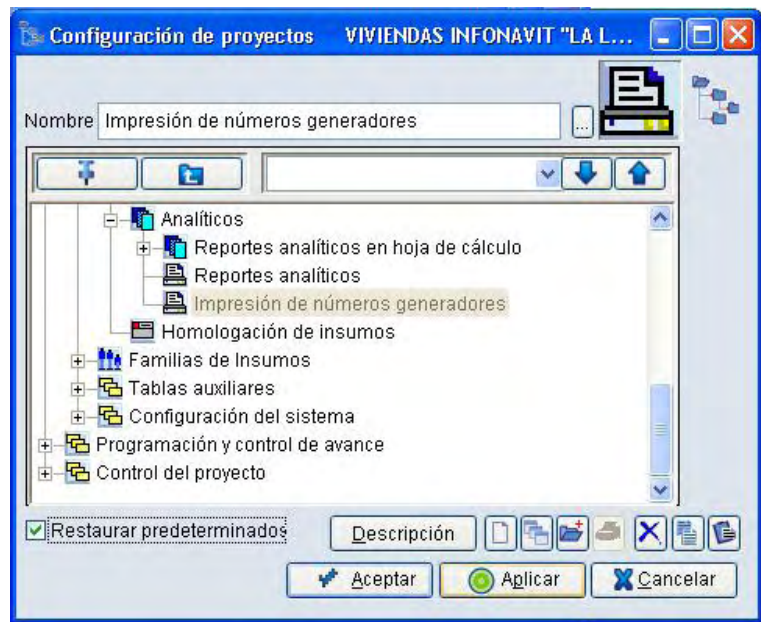 Configuración de proyectos VIVIENDAS INFONAVIT "LA L...
Nombre Impresión de números generadores ...
Analíticos
Reportes analíticos en hoja de cálculo
Reportes analíticos
Impresión de números generadores
Homologación de insumos
Familias de Insumos
Tablas auxiliares
Configuración del sistema
Programación y control de avance
Control del proyecto
Restaurar predeterminados Descripción
Aceptar Aplicar Cancelar